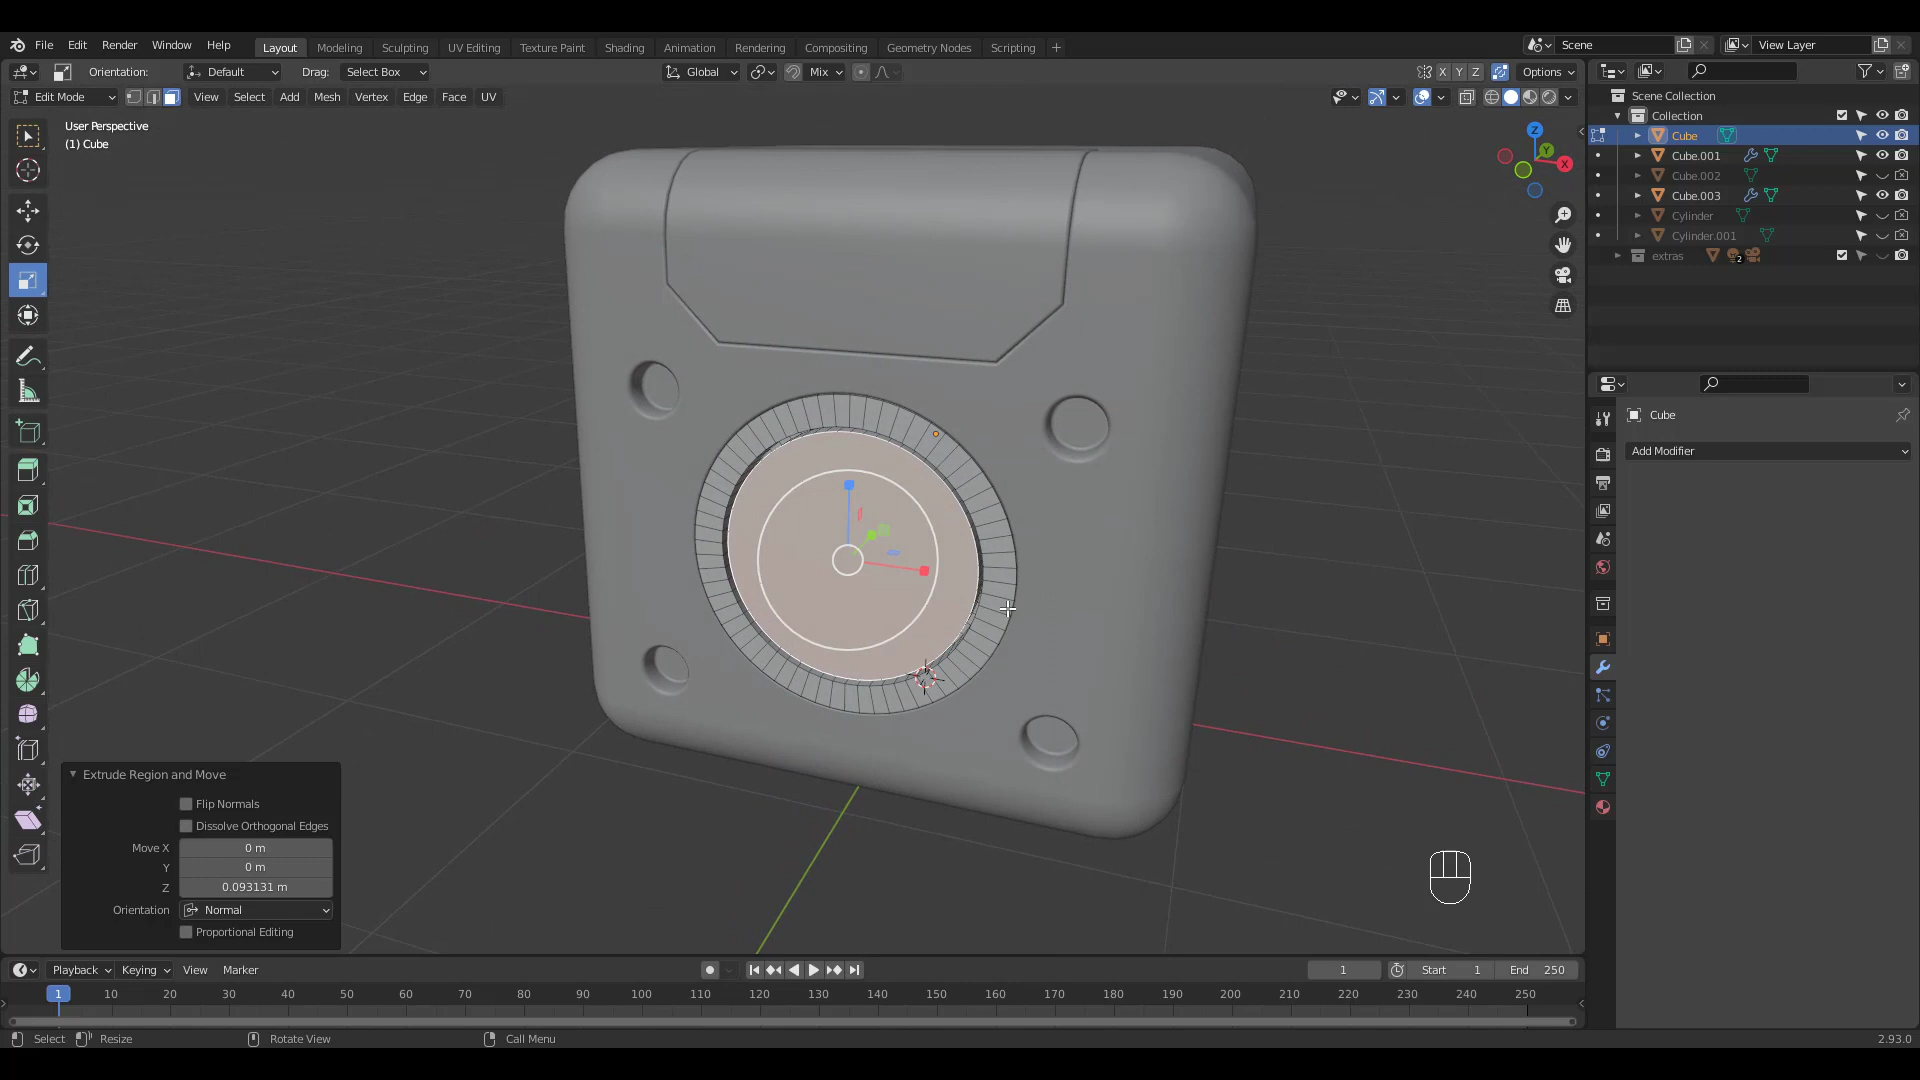 File Edit Render Window Help Layout Modeling Sculpting UV Editing Texture Paint Shading Animation Rendering Compositing Geometry Nodes Scripting + Scene View Layer
Orientation: Default Drag: Select Box Global Mix X Y Z Options
Edit Mode View Select Add Mesh Vertex Edge Face UV
Scene Collection
Collection
Cube
Cube.001
Cube.002
Cube.003
Cylinder
Cylinder.001
extras 2
User Perspective
(1) Cube
Z
Y
X
Cube
Add Modifier
Extrude Region and Move
Flip Normals
Dissolve Orthogonal Edges
Move X 0 m
Y 0 m
Z 0.093131 m
Orientation Normal
Proportional Editing
Playback Keying View Marker 1 Start 1 End 250
1 10 20 30 40 50 60 70 80 90 100 110 120 130 140 150 160 170 180 190 200 210 220 230 240 250
Select Resize Rotate View Call Menu 2.93.0